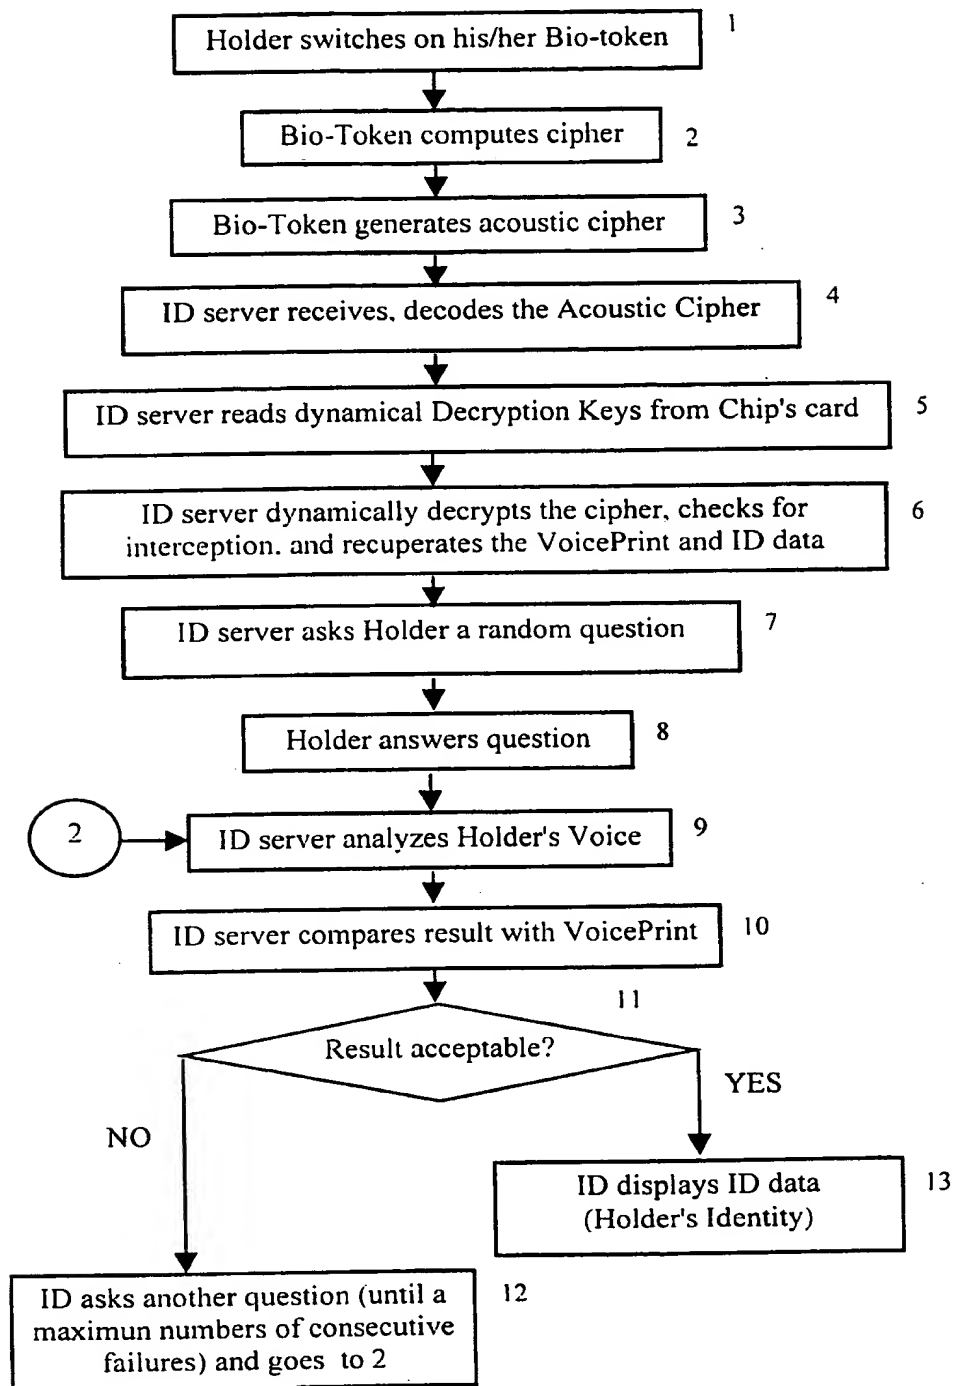 Holder switches on his/her Bio-token
1
Bio-Token computes cipher
2
Bio-Token generates acoustic cipher
3
ID server receives, decodes the Acoustic Cipher
4
ID server reads dynamical Decryption Keys from Chip's card
5
ID server dynamically decrypts the cipher, checks for
interception, and recuperates the VoicePrint and ID data
6
ID server asks Holder a random question
7
Holder answers question
8
2
ID server analyzes Holder's Voice
9
ID server compares result with VoicePrint
10
11
Result acceptable?
YES
NO
ID displays ID data
(Holder's Identity)
13
ID asks another question (until a
maximun numbers of consecutive
failures) and goes to 2
12